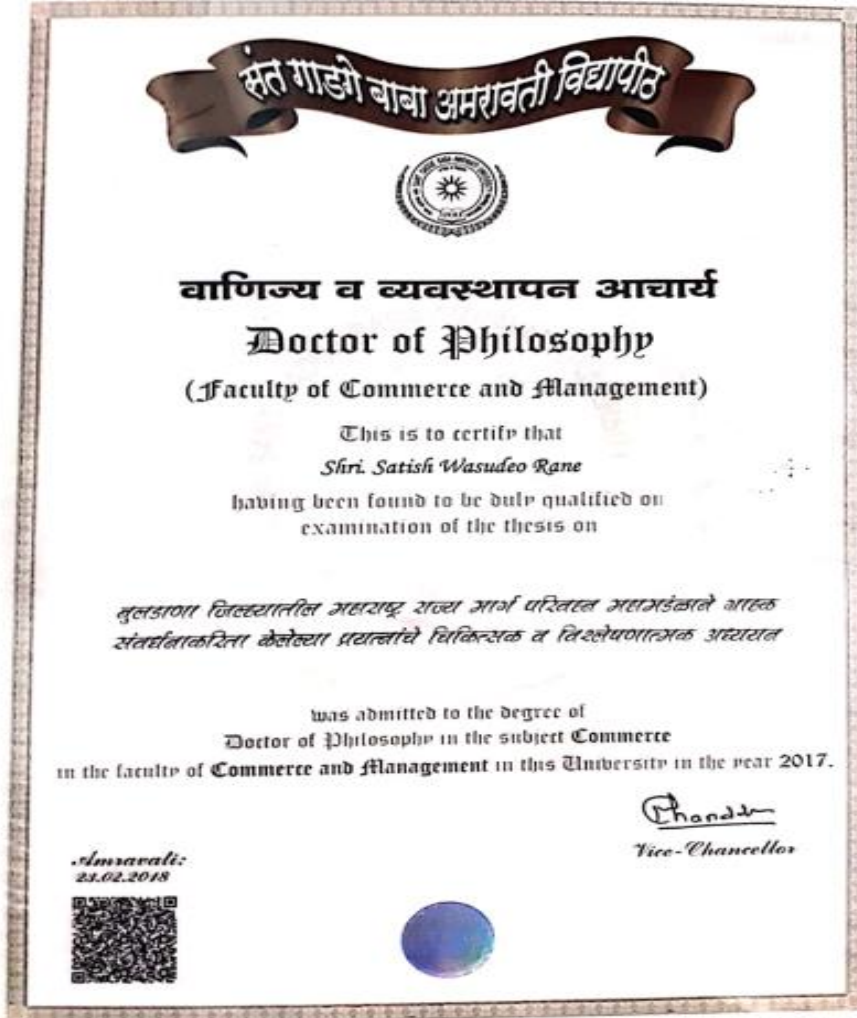 संत गाडगे बाबा अमरावती विद्यापीठ
वाणिज्य व व्यवस्थापन आचार्य
Doctor of Philosophy
(Faculty of Commerce and Management)
This is to certify that
Shri. Satish Wasudeo Rane
having been found to be duly qualified on
examination of the thesis on
बुलडाणा जिल्ह्यातील महाराष्ट्र राज्य मार्ग परिवहन महामडंळाने ग्राहक
संवर्धनाकरिता केलेल्या प्रयत्नांचे चिकित्सक व विश्लेषणात्मक अध्ययन
was admitted to the degree of
Doctor of Philosophy in the subject Commerce
in the faculty of Commerce and Management in this University in the year 2017.
Vice-Chancellor
Amravati:
23.02.2018